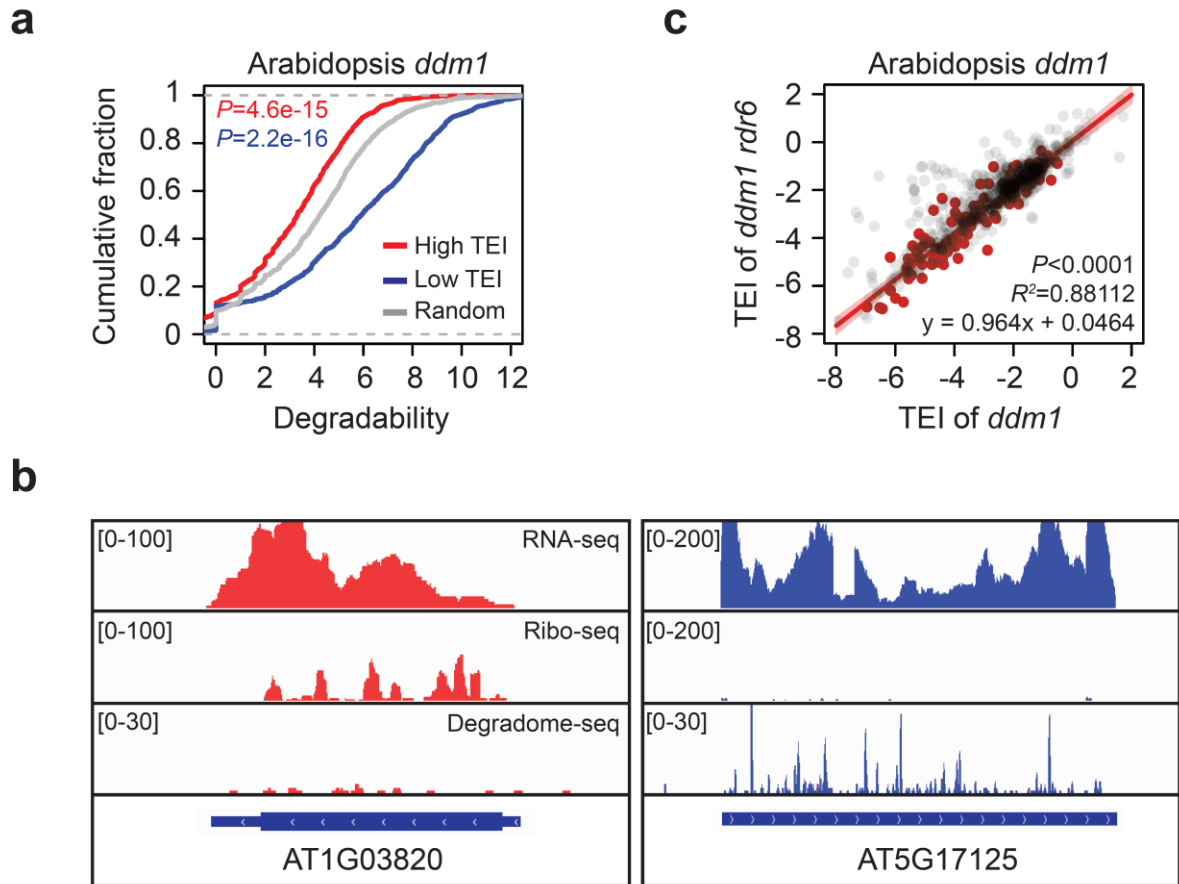 a
Arabidopsis ddm1
P=4.6e-15
P=2.2e-16
1
0.8
0.6
0.4
0.2
0
Cumulative fraction
High TEI
Low TEI
Random
0 2 4 6 8 10 12
Degradability
c
Arabidopsis ddm1
2
0
-2
-4
-6
-8
TEI of ddm1 rdr6
P<0.0001
R²=0.88112
y = 0.964x + 0.0464
-8 -6 -4 -2 0 2
TEI of ddm1
b
[0-100] RNA-seq
[0-100] Ribo-seq
[0-30] Degradome-seq
AT1G03820
[0-200]
[0-200]
[0-30]
AT5G17125